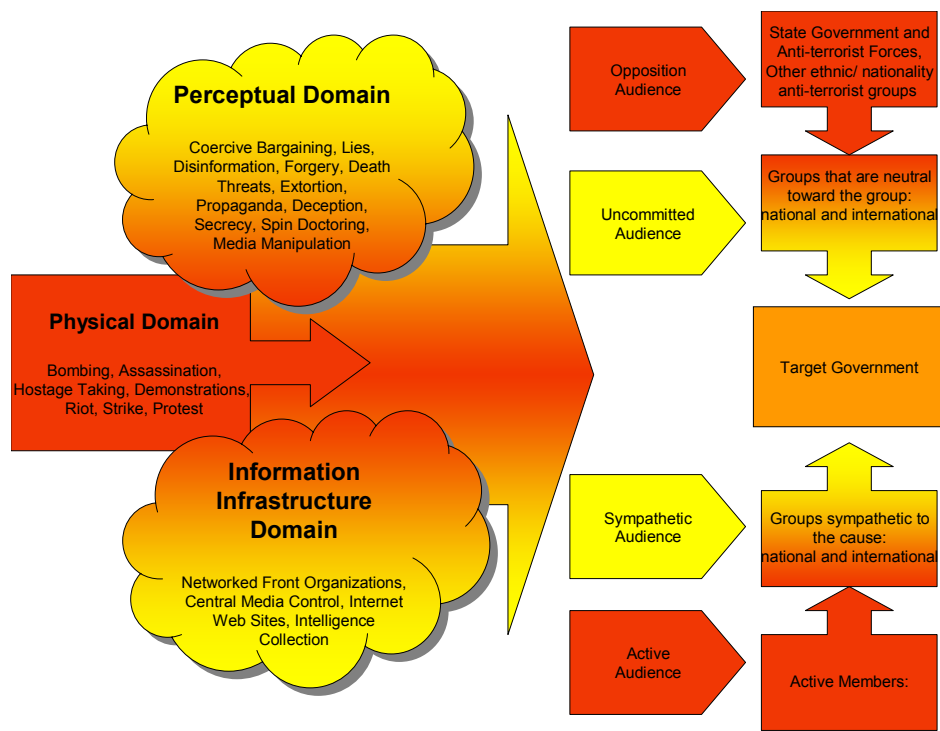 Perceptual Domain
Coercive Bargaining, Lies,
Disinformation, Forgery, Death
Threats, Extortion,
Propaganda, Deception,
Secrecy, Spin Doctoring,
Media Manipulation
Physical Domain
Bombing, Assassination,
Hostage Taking, Demonstrations,
Riot, Strike, Protest
Information
Infrastructure
Domain
Networked Front Organizations,
Central Media Control, Internet
Web Sites, Intelligence
Collection
Opposition
Audience
State Government and
Anti-terrorist Forces,
Other ethnic/ nationality
anti-terrorist groups
Uncommitted
Audience
Groups that are neutral
toward the group:
national and international
Target Government
Sympathetic
Audience
Groups sympathetic to
the cause:
national and international
Active
Audience
Active Members: